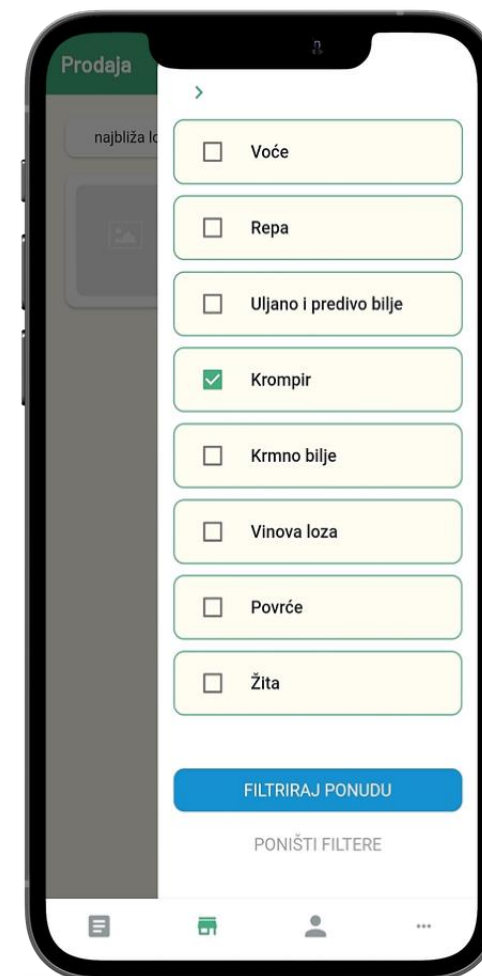 Prodaja
najbliža lo
Voće
Repa
Uljano i predivo bilje
Krompir
Krmno bilje
Vinova loza
Povrće
Žita
FILTRIRAJ PONUDU
PONIŠTI FILTERE